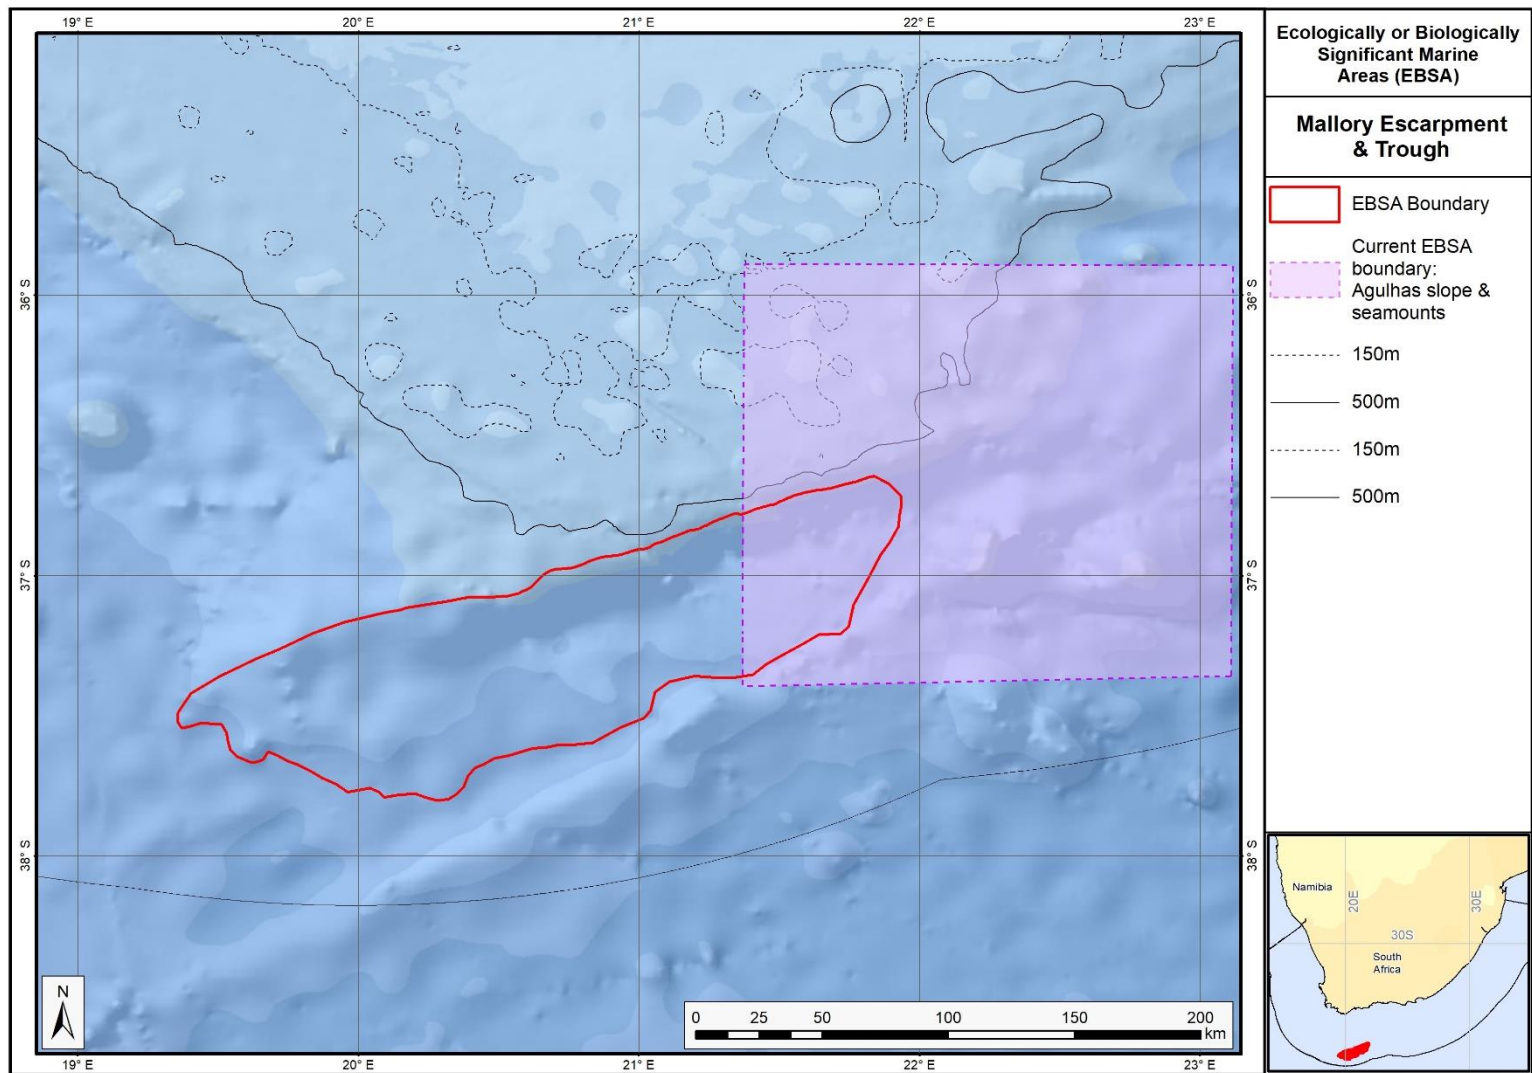 19° E
20° E
21° E
22° E
23° E
Ecologically or Biologically
Significant Marine
Areas (EBSA)
Mallory Escarpment
& Trough
EBSA Boundary
Current EBSA
boundary:
Agulhas slope &
seamounts
150m
500m
150m
500m
36° S
36° S
37° S
37° S
38° S
38° S
N
0 25 50 100 150 200
km
19° E
20° E
21° E
22° E
23° E
Namibia
20E
30E
30S
South
Africa